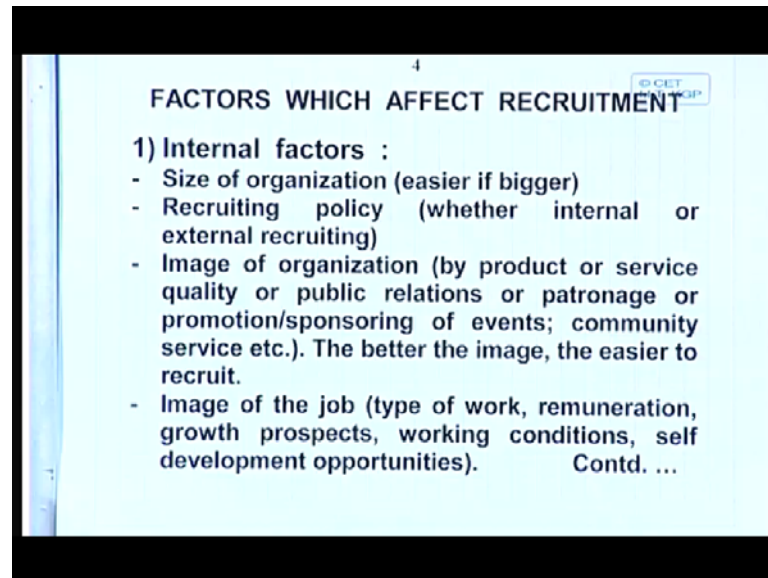 4
© CET
FACTORS WHICH AFFECT RECRUITMENT
1) Internal factors :
- Size of organization (easier if bigger)
- Recruiting policy (whether internal or
external recruiting)
- Image of organization (by product or service
quality or public relations or patronage or
promotion/sponsoring of events; community
service etc.). The better the image, the easier to
recruit.
- Image of the job (type of work, remuneration,
growth prospects, working conditions, self
development opportunities). Contd. ...